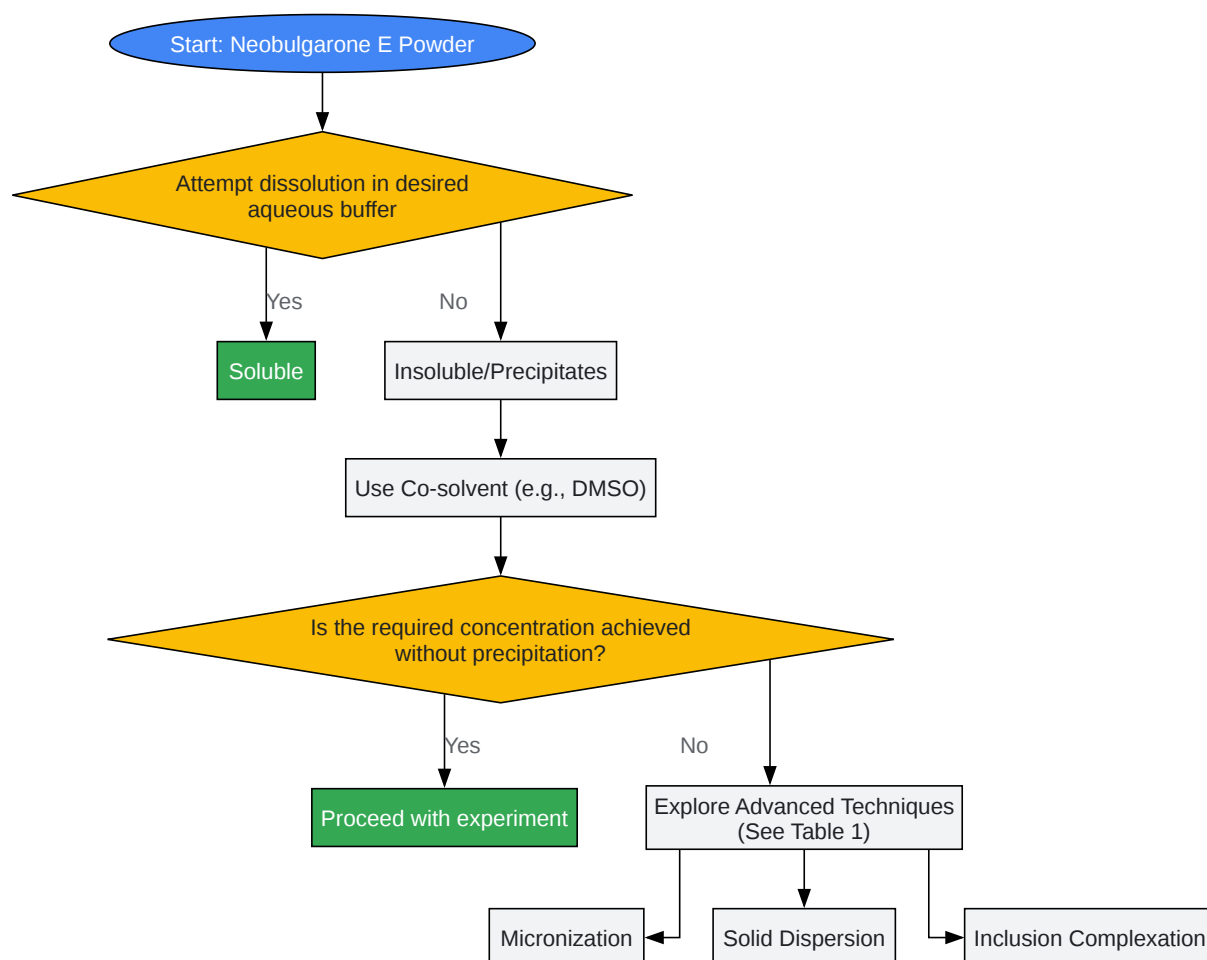 Start: Neobulgarone E Powder
Attempt dissolution in desired
aqueous buffer
Yes
No
Soluble
Insoluble/Precipitates
Use Co-solvent (e.g., DMSO)
Is the required concentration achieved
without precipitation?
Yes
No
Proceed with experiment
Explore Advanced Techniques
(See Table 1)
Micronization
Solid Dispersion
Inclusion Complexation